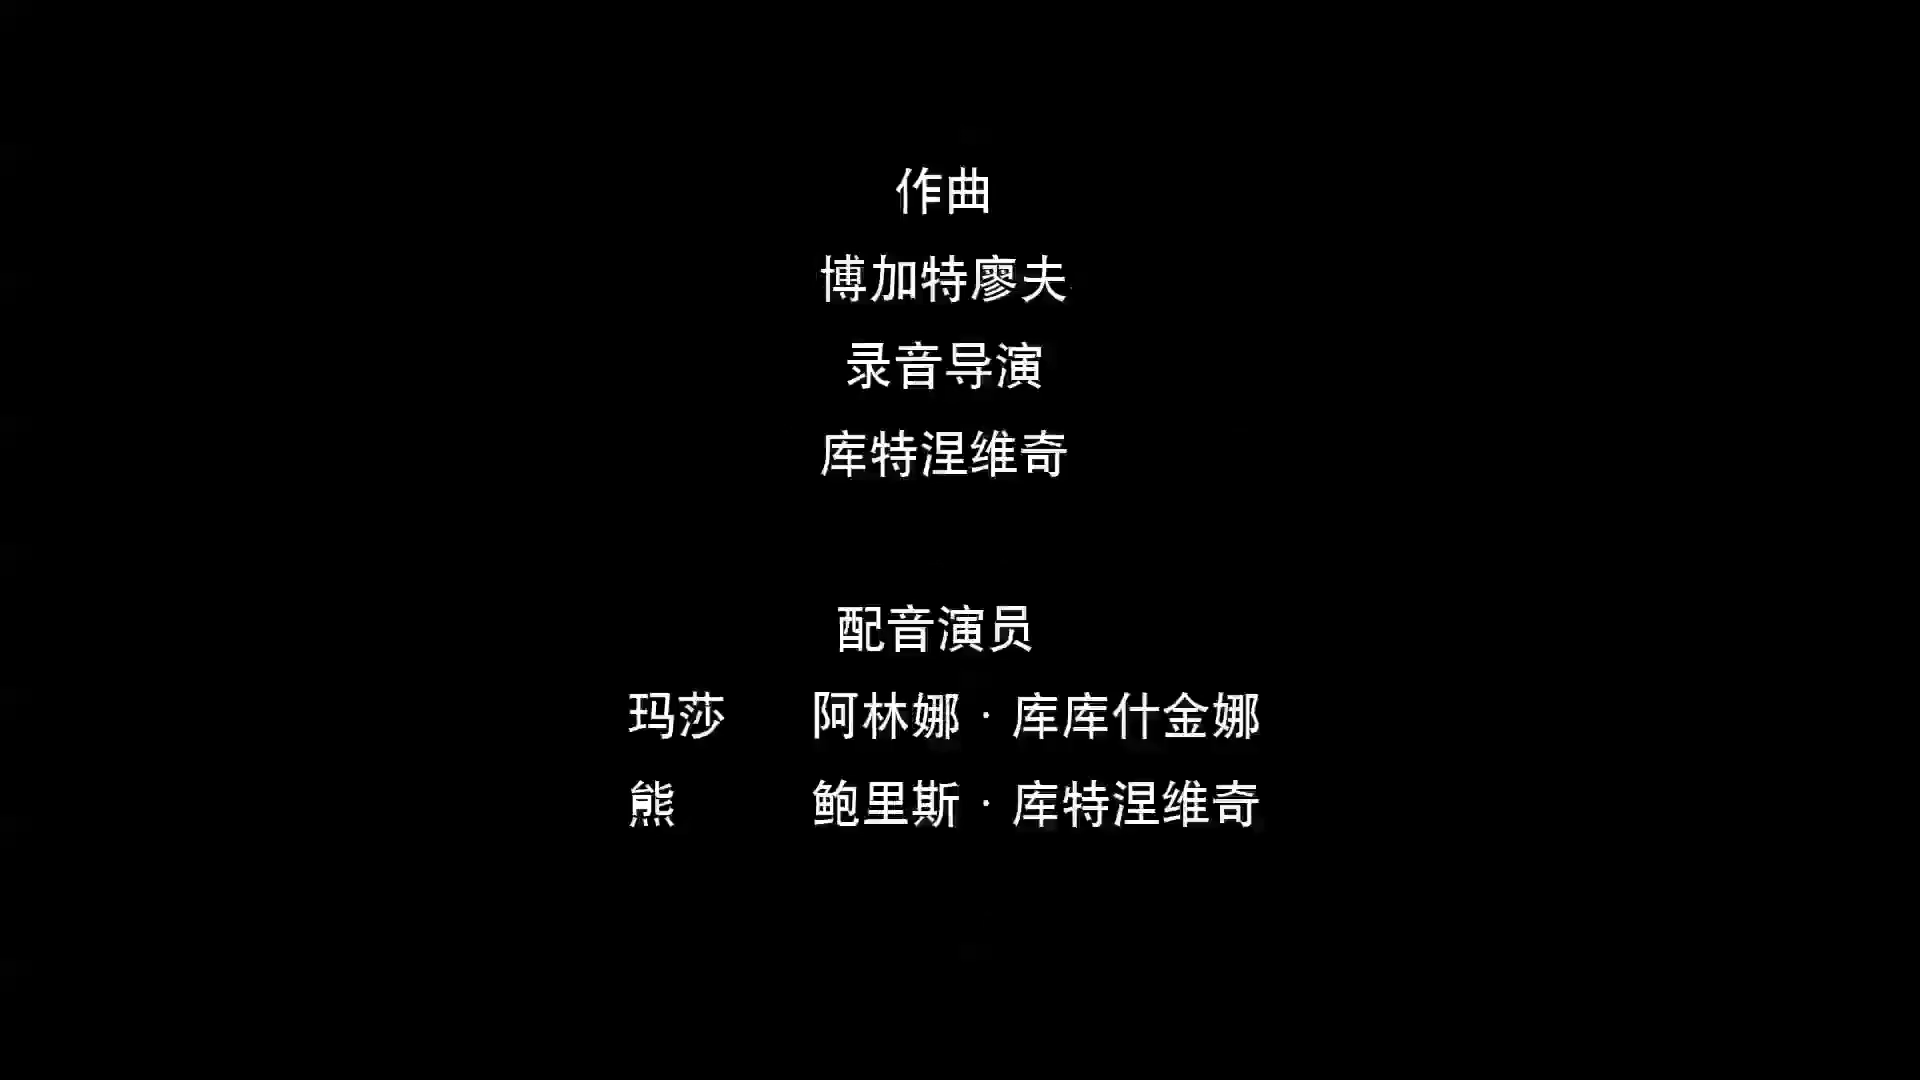 作曲
博加特廖夫
录音导演
库特涅维奇
配音演员
玛莎 阿林娜·库库什金娜
熊 鲍里斯·库特涅维奇